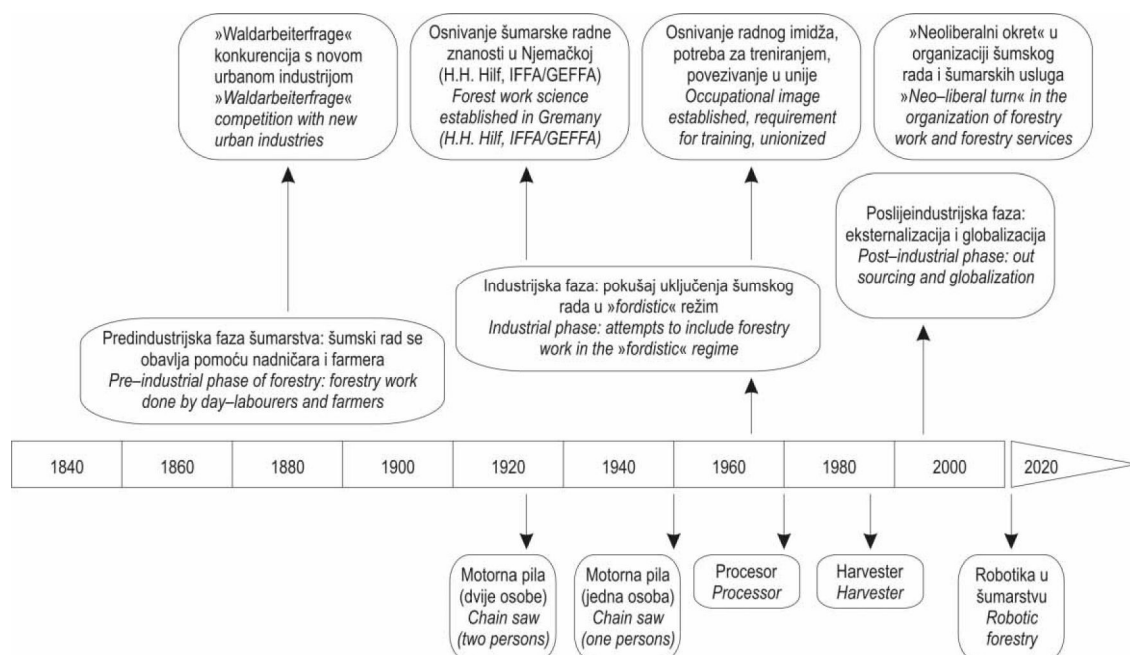 »Waldarbeiterfrage«
konkurencija s novom
urbanom industrijom
»Waldarbeiterfrage«
competition with new
urban industries
Osnivanje šumarske radne
znanosti u Njemačkoj
(H.H. Hilf, IFFA/GEFFA)
Forest work science
established in Gremany
(H.H. Hilf, IFFA/GEFFA)
Osnivanje radnog imidža,
potreba za treniranjem,
povezivanje u unije
Occupational image
established, requirement
for training, unionized
»Neoliberalni okret« u
organizaciji šumskog
rada i šumarskih usluga
»Neo–liberal turn« in the
organization of forestry
work and forestry services
Poslijeindustrijska faza:
eksternalizacija i globalizacija
Post–industrial phase: out
sourcing and globalization
Industrijska faza: pokušaj uključenja šumskog
rada u »fordistic« režim
Industrial phase: attempts to include forestry
work in the »fordistic« regime
Predindustrijska faza šumarstva: šumski rad se
obavlja pomoću nadničara i farmera
Pre–industrial phase of forestry: forestry work
done by day–labourers and farmers
1840 1860 1880 1900 1920 1940 1960 1980 2000 2020
Motorna pila
(dvije osobe)
Chain saw
(two persons)
Motorna pila
(jedna osoba)
Chain saw
(one persons)
Procesor
Processor
Harvester
Harvester
Robotika u
šumarstvu
Robotic
forestry